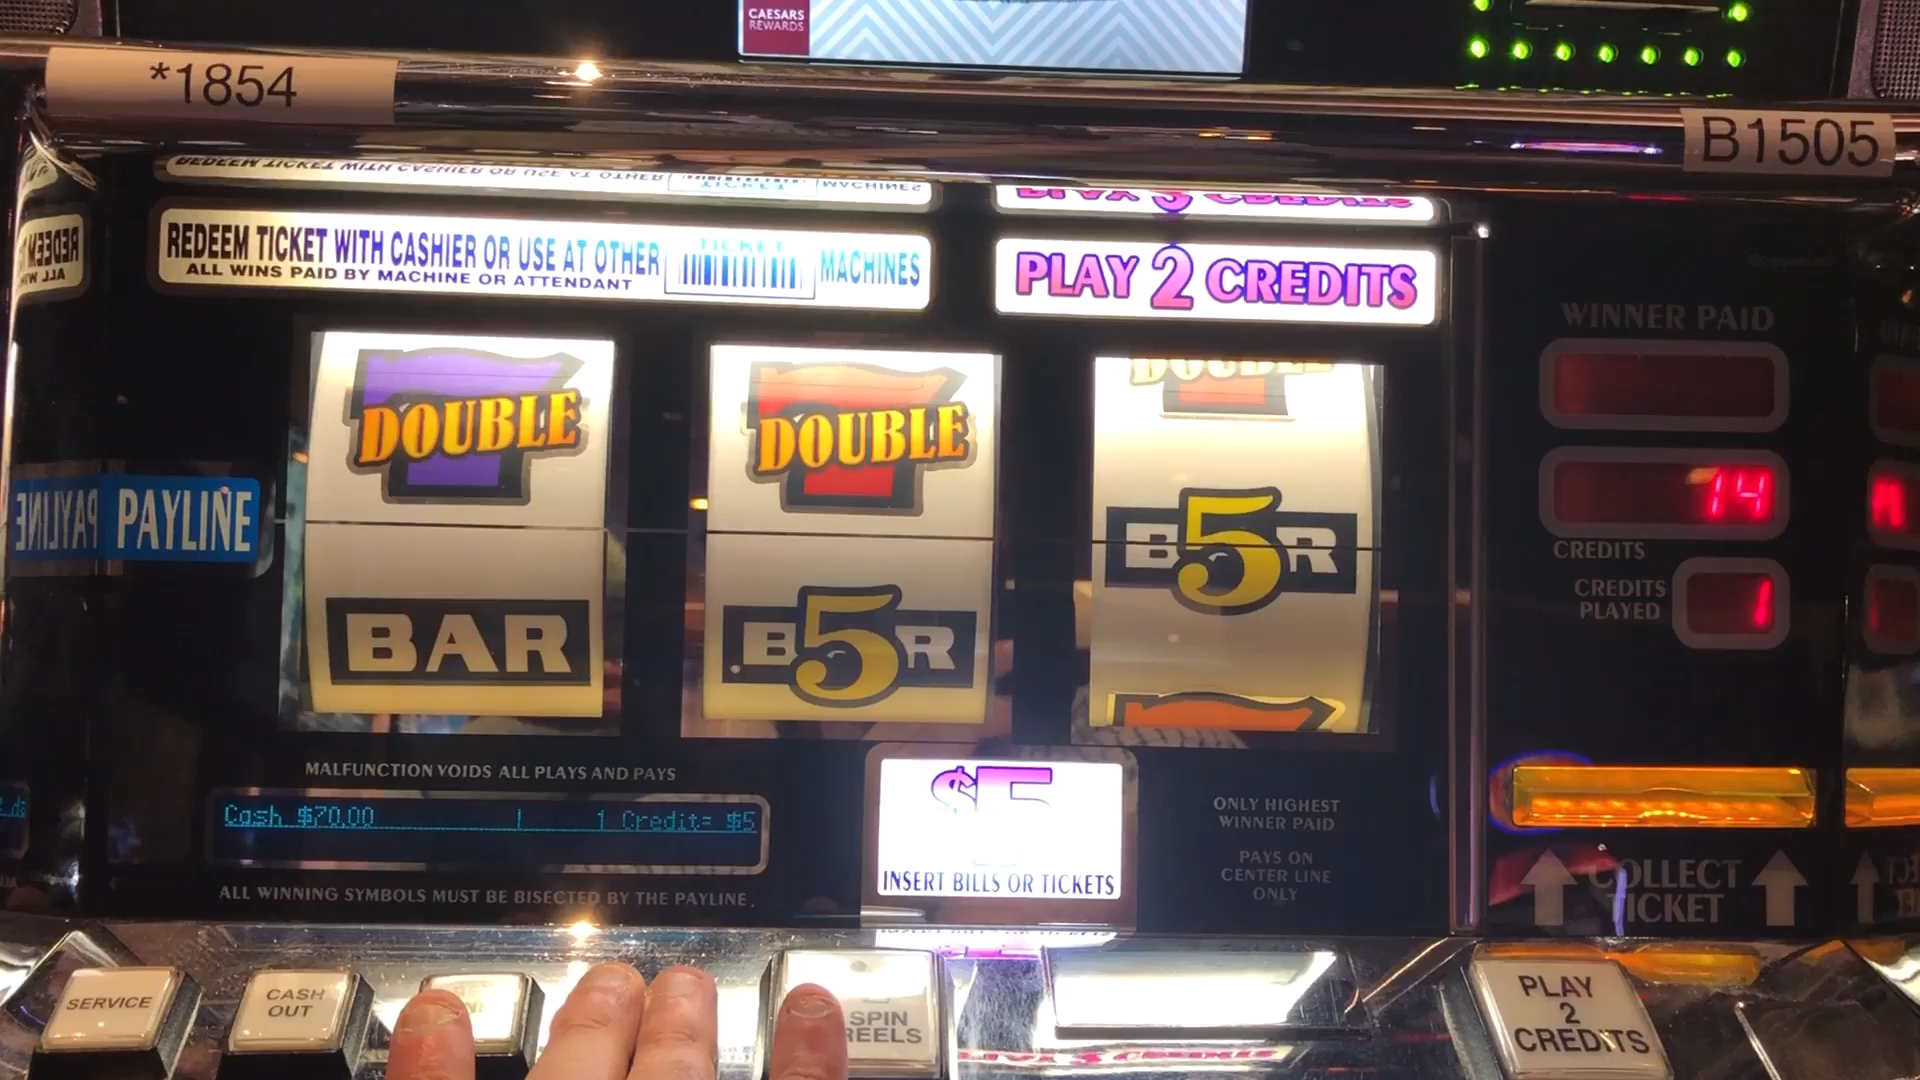 CAESARS
REWARDS
*1854
B1505
REDEEM TICKET WITH CASHIER OR USE AT OTHER TICKET MACHINES
ALL WINS PAID BY MACHINE OR ATTENDANT
PLAY 2 CREDITS
WINNER PAID
DOUBLE
DOUBLE
DOUBLE
PAYLINE
14
CREDITS
B5R
BAR
B5R
CREDITS
PLAYED
1
MALFUNCTION VOIDS ALL PLAYS AND PAYS
Cash $70.00 1 Credit= $5
$5
INSERT BILLS OR TICKETS
ONLY HIGHEST
WINNER PAID
PAYS ON
CENTER LINE
ONLY
ALL WINNING SYMBOLS MUST BE BISECTED BY THE PAYLINE.
COLLECT
TICKET
SERVICE
CASH
OUT
SPIN
REELS
PLAY
2
CREDITS